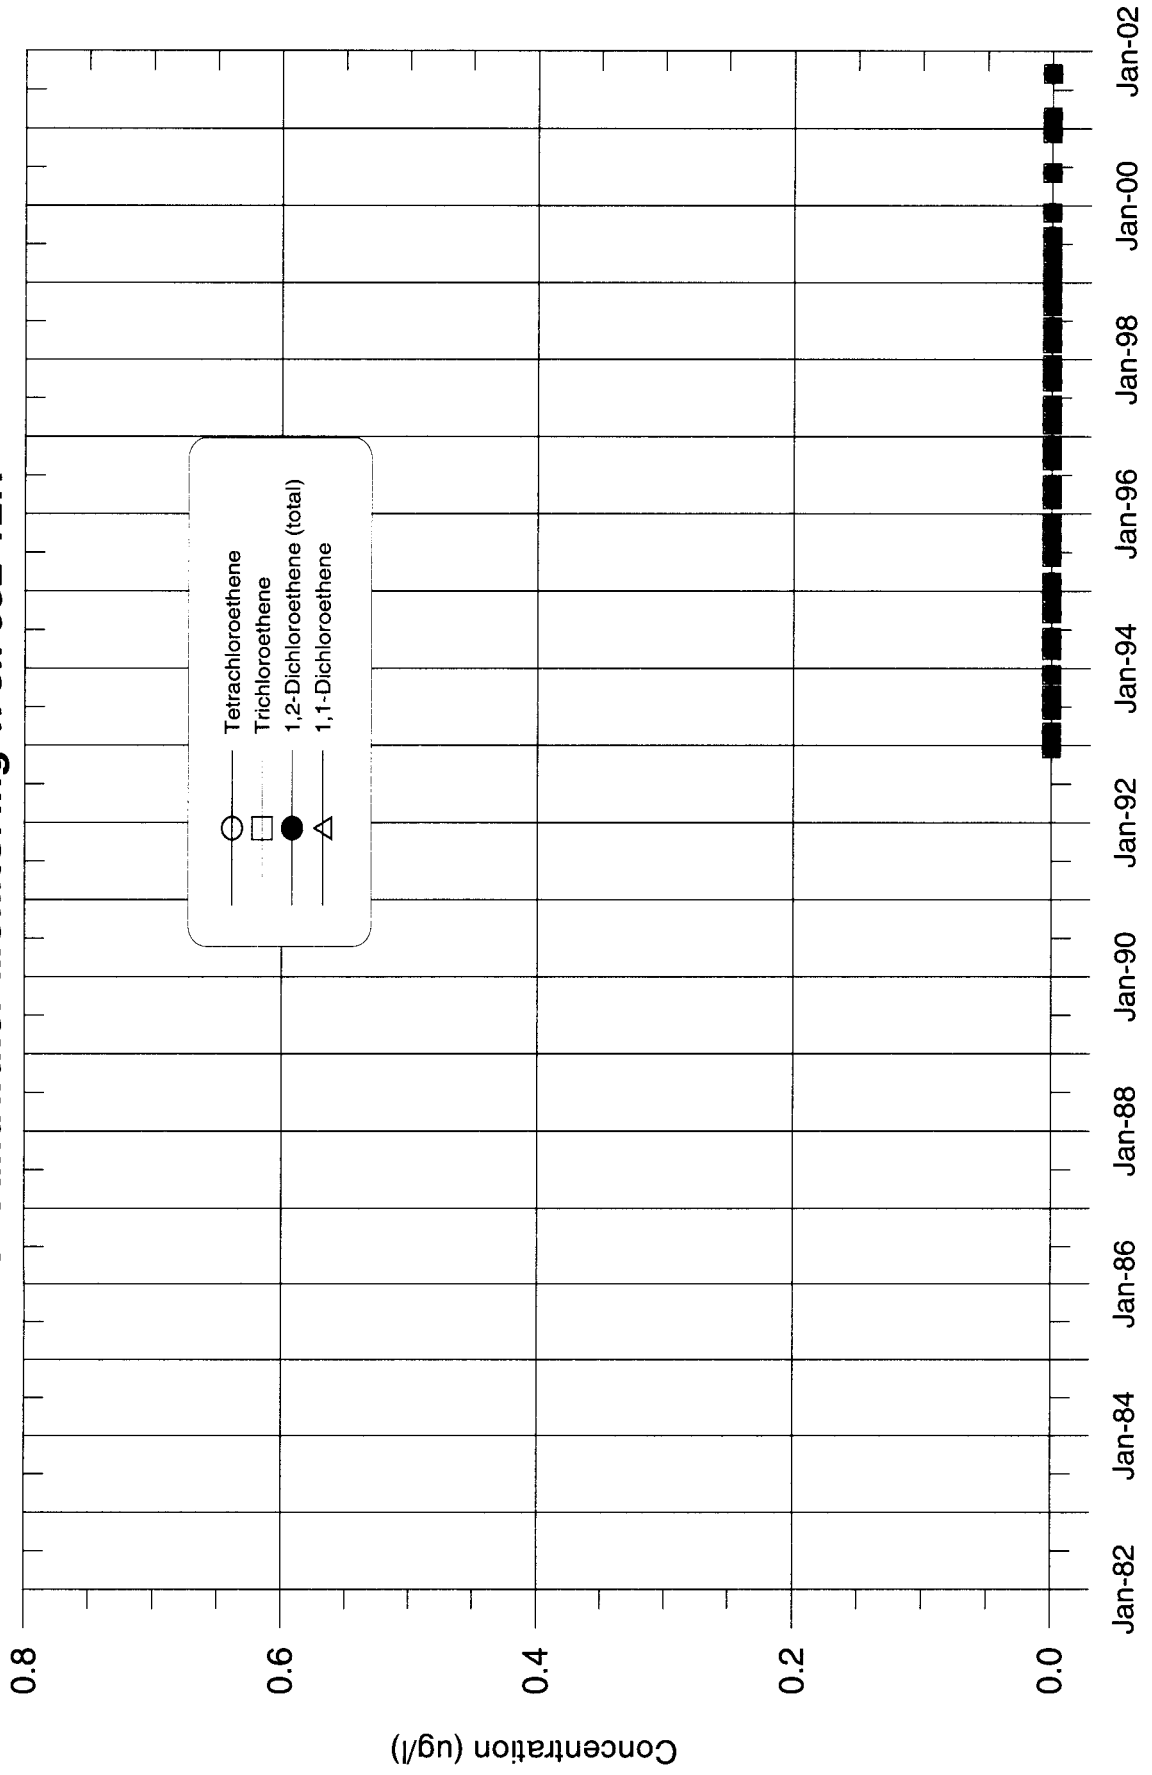 0.8
0.6
0.4
0.2
0.0
Concentration (ug/l)
Tetrachloroethene
Trichloroethene
1,2-Dichloroethene (total)
1,1-Dichloroethene
Jan-82
Jan-84
Jan-86
Jan-88
Jan-90
Jan-92
Jan-94
Jan-96
Jan-98
Jan-00
Jan-02